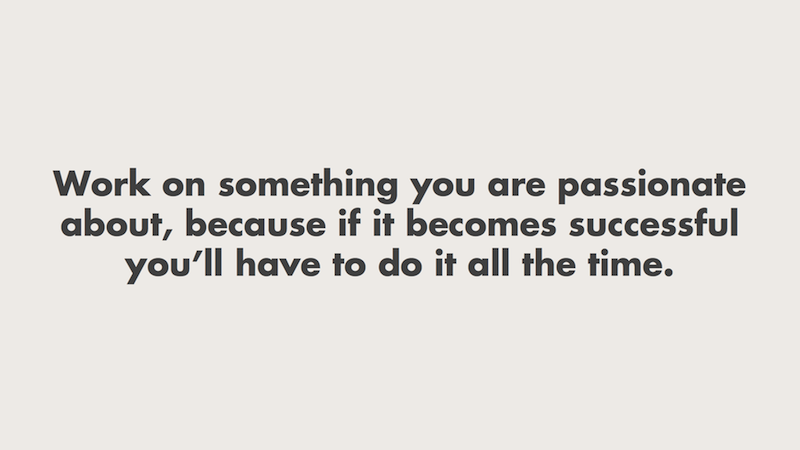 Work on something you are passionate
about, because if it becomes successful
you’ll have to do it all the time.